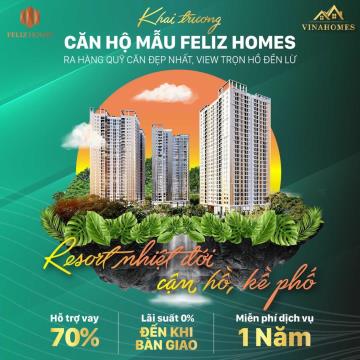 FELIZ HOMES
VINAHOMES
Khai trương
CĂN HỘ MẪU FELIZ HOMES
RA HÀNG QUỸ CĂN ĐẸP NHẤT, VIEW TRỌN HỒ ĐỀN LỪ
Resort nhiệt đới
cận hồ, kề phố
Hỗ trợ vay
70%
Lãi suất 0%
ĐẾN KHI
BÀN GIAO
Miễn phí dịch vụ
1 Năm